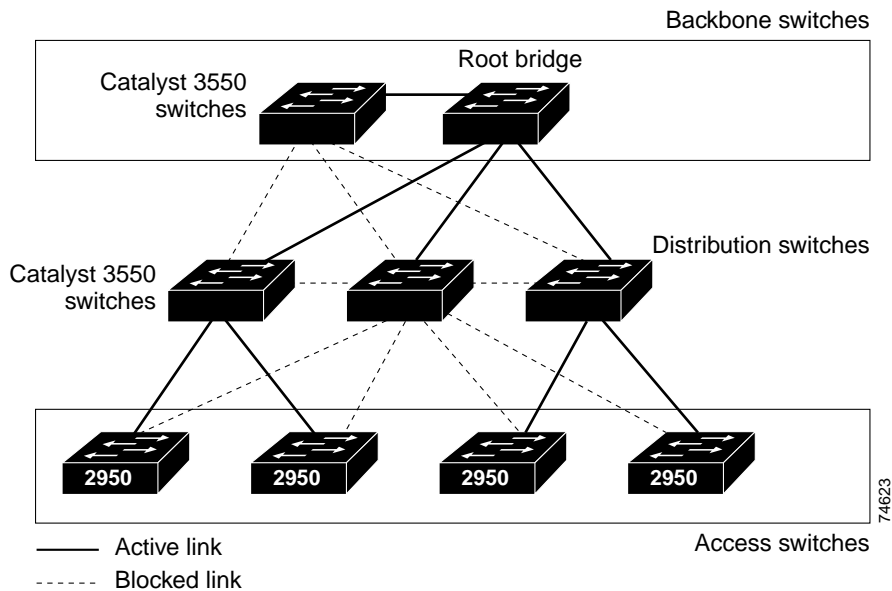 Backbone switches
Root bridge
Catalyst 3550
switches
Distribution switches
Catalyst 3550
switches
2950
2950
2950
2950
74623
Access switches
Active link
Blocked link